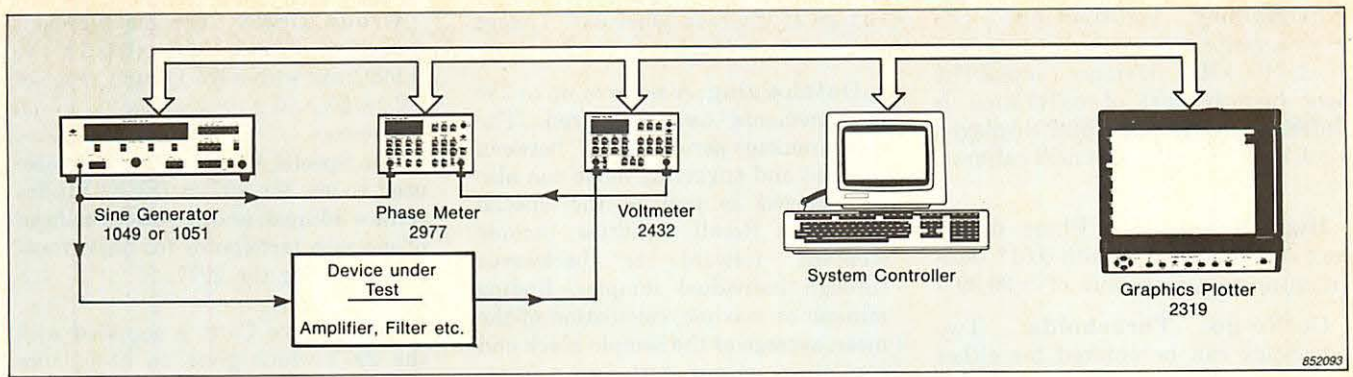 Sine Generator
1049 or 1051
Phase Meter
2977
Voltmeter
2432
System Controller
Graphics Plotter
2319
Device under
Test
Amplifier, Filter etc.
852093